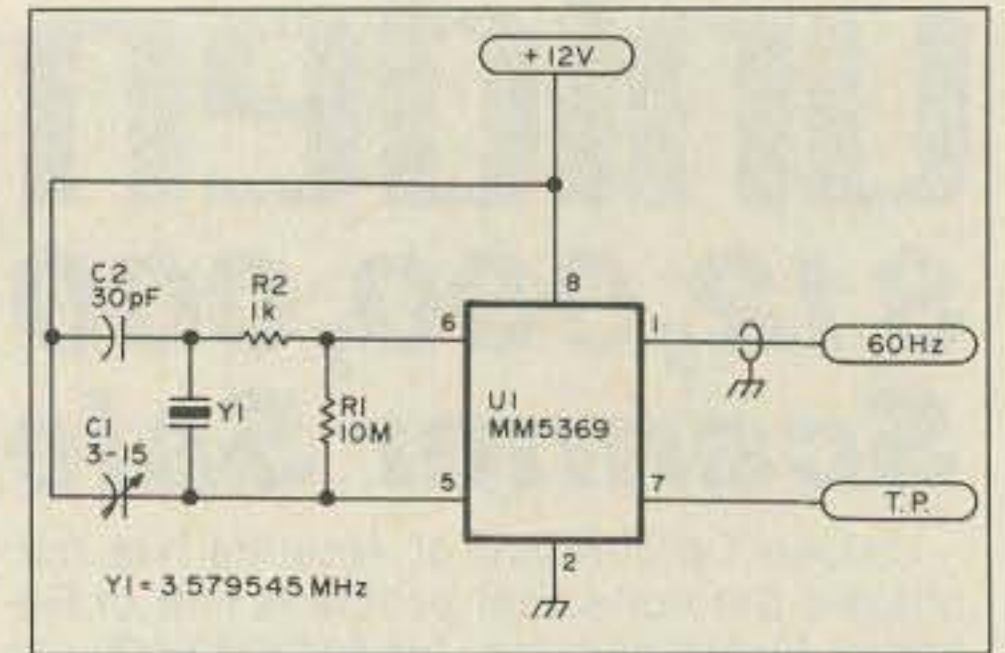 +12V
8
C2
30pF
R2
1k
6
1
60Hz
Y1
R1
10M
U1
MM5369
C1
3-15
5
7
T.P.
2
Y1= 3 579545 MHz